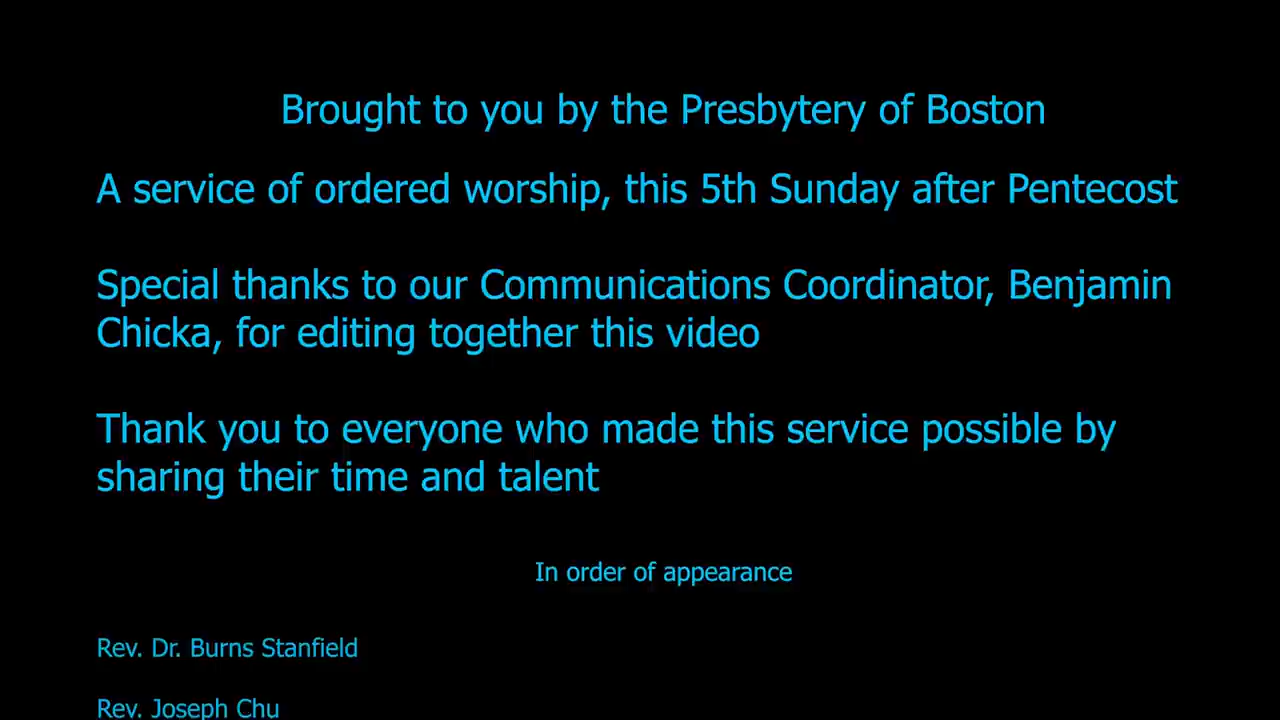 Brought to you by the Presbytery of Boston
A service of ordered worship, this 5th Sunday after Pentecost
Special thanks to our Communications Coordinator, Benjamin
Chicka, for editing together this video
Thank you to everyone who made this service possible by
sharing their time and talent
In order of appearance
Rev. Dr. Burns Stanfield
Rev. Joseph Chu